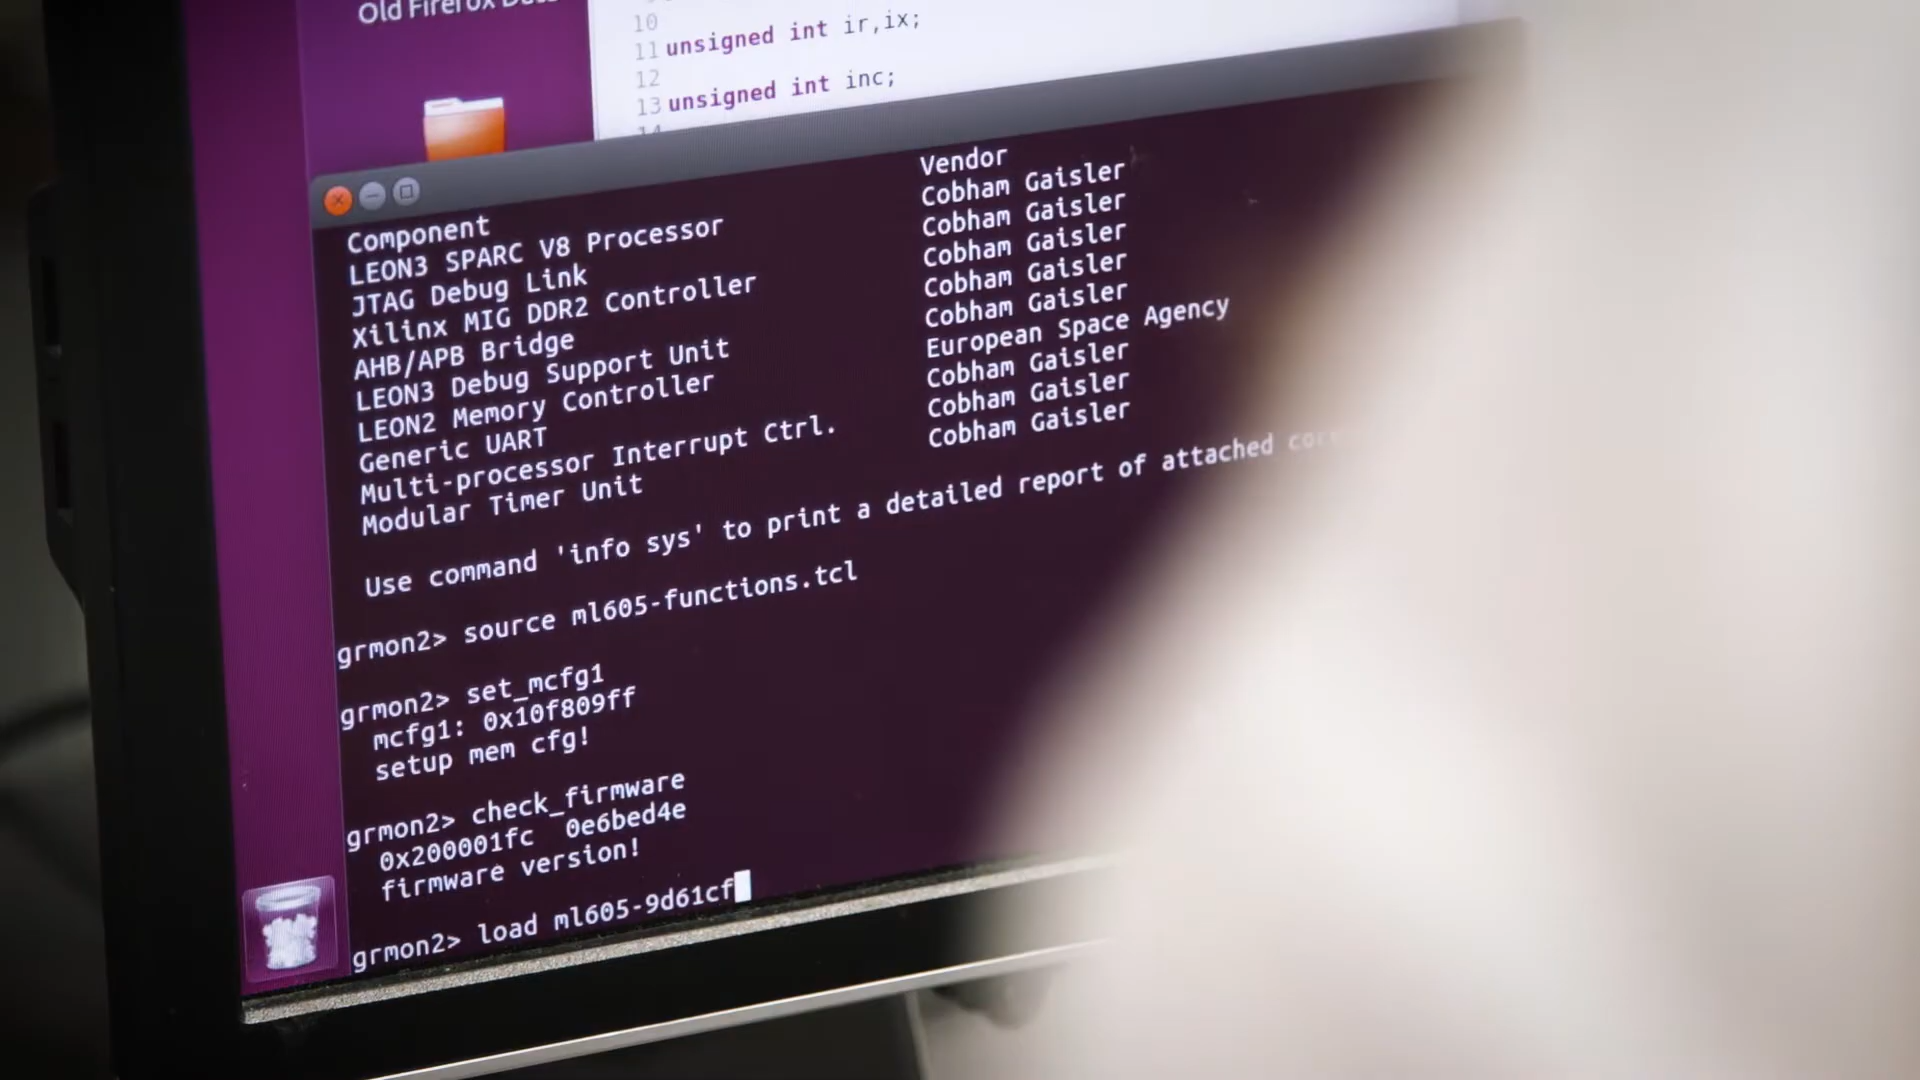 Old Firefox
10
11 unsigned int ir,ix;
12
13 unsigned int inc;
14
Component Vendor
LEON3 SPARC V8 Processor Cobham Gaisler
JTAG Debug Link Cobham Gaisler
Xilinx MIG DDR2 Controller Cobham Gaisler
AHB/APB Bridge Cobham Gaisler
LEON3 Debug Support Unit Cobham Gaisler
LEON2 Memory Controller European Space Agency
Generic UART Cobham Gaisler
Multi-processor Interrupt Ctrl. Cobham Gaisler
Modular Timer Unit Cobham Gaisler
Use command 'info sys' to print a detailed report of attached
grmon2> source ml605-functions.tcl
grmon2> set_mcfg1
mcfg1: 0x10f809ff
setup mem cfg!
grmon2> check_firmware
0x200001fc 0e6bed4e
firmware version!
grmon2> load ml605-9d61cf